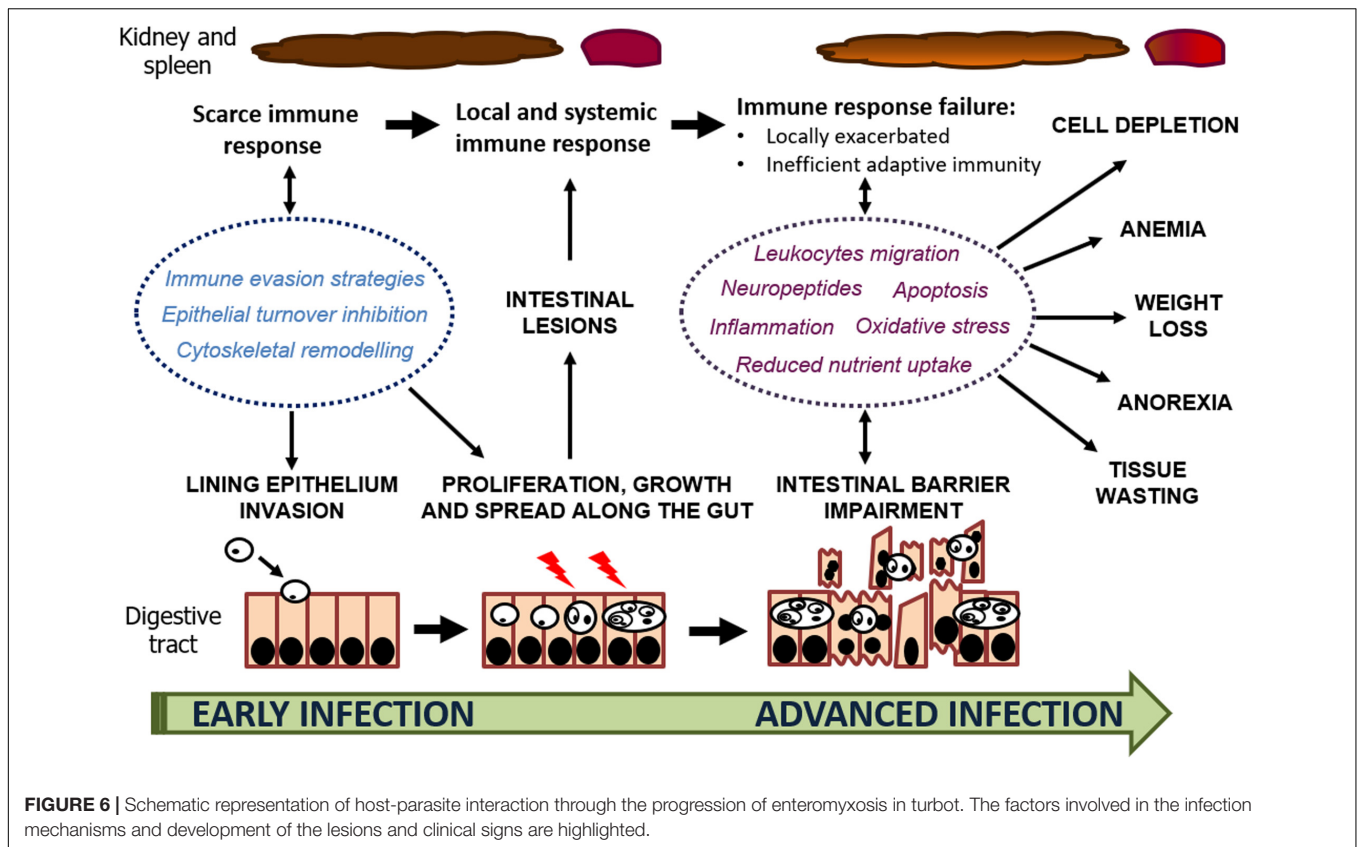 Kidney and
spleen
Scarce immune
response
Local and systemic
immune response
Immune response failure:
• Locally exacerbated
• Inefficient adaptive immunity
CELL DEPLETION
ANEMIA
WEIGHT
LOSS
ANOREXIA
TISSUE
WASTING
Immune evasion strategies
Epithelial turnover inhibition
Cytoskeletal remodelling
INTESTINAL
LESIONS
Leukocytes migration
Neuropeptides Apoptosis
Inflammation Oxidative stress
Reduced nutrient uptake
LINING EPITHELIUM
INVASION
PROLIFERATION, GROWTH
AND SPREAD ALONG THE GUT
INTESTINAL BARRIER
IMPAIRMENT
Digestive
tract
EARLY INFECTION
ADVANCED INFECTION
FIGURE 6 | Schematic representation of host-parasite interaction through the progression of enteromyxosis in turbot. The factors involved in the infection
mechanisms and development of the lesions and clinical signs are highlighted.